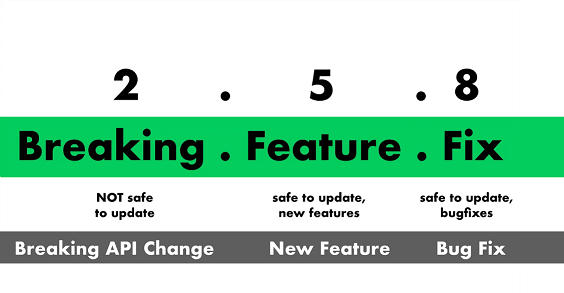 2 . 5 . 8
Breaking . Feature . Fix
NOT safe
to update
safe to update,
new features
safe to update,
bugfixes
Breaking API Change New Feature Bug Fix